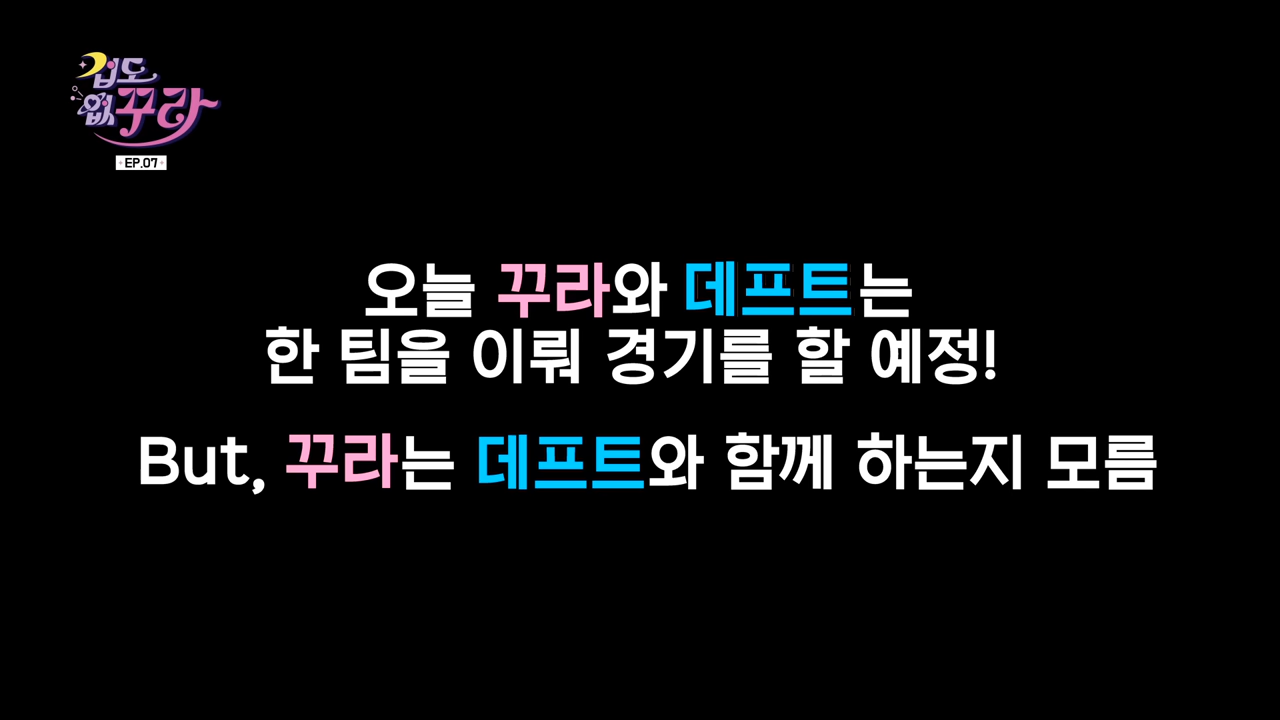 겁도
없꾸라
EP.07
오늘 꾸라와 데프트는
한 팀을 이뤄 경기를 할 예정!
But, 꾸라는 데프트와 함께 하는지 모름